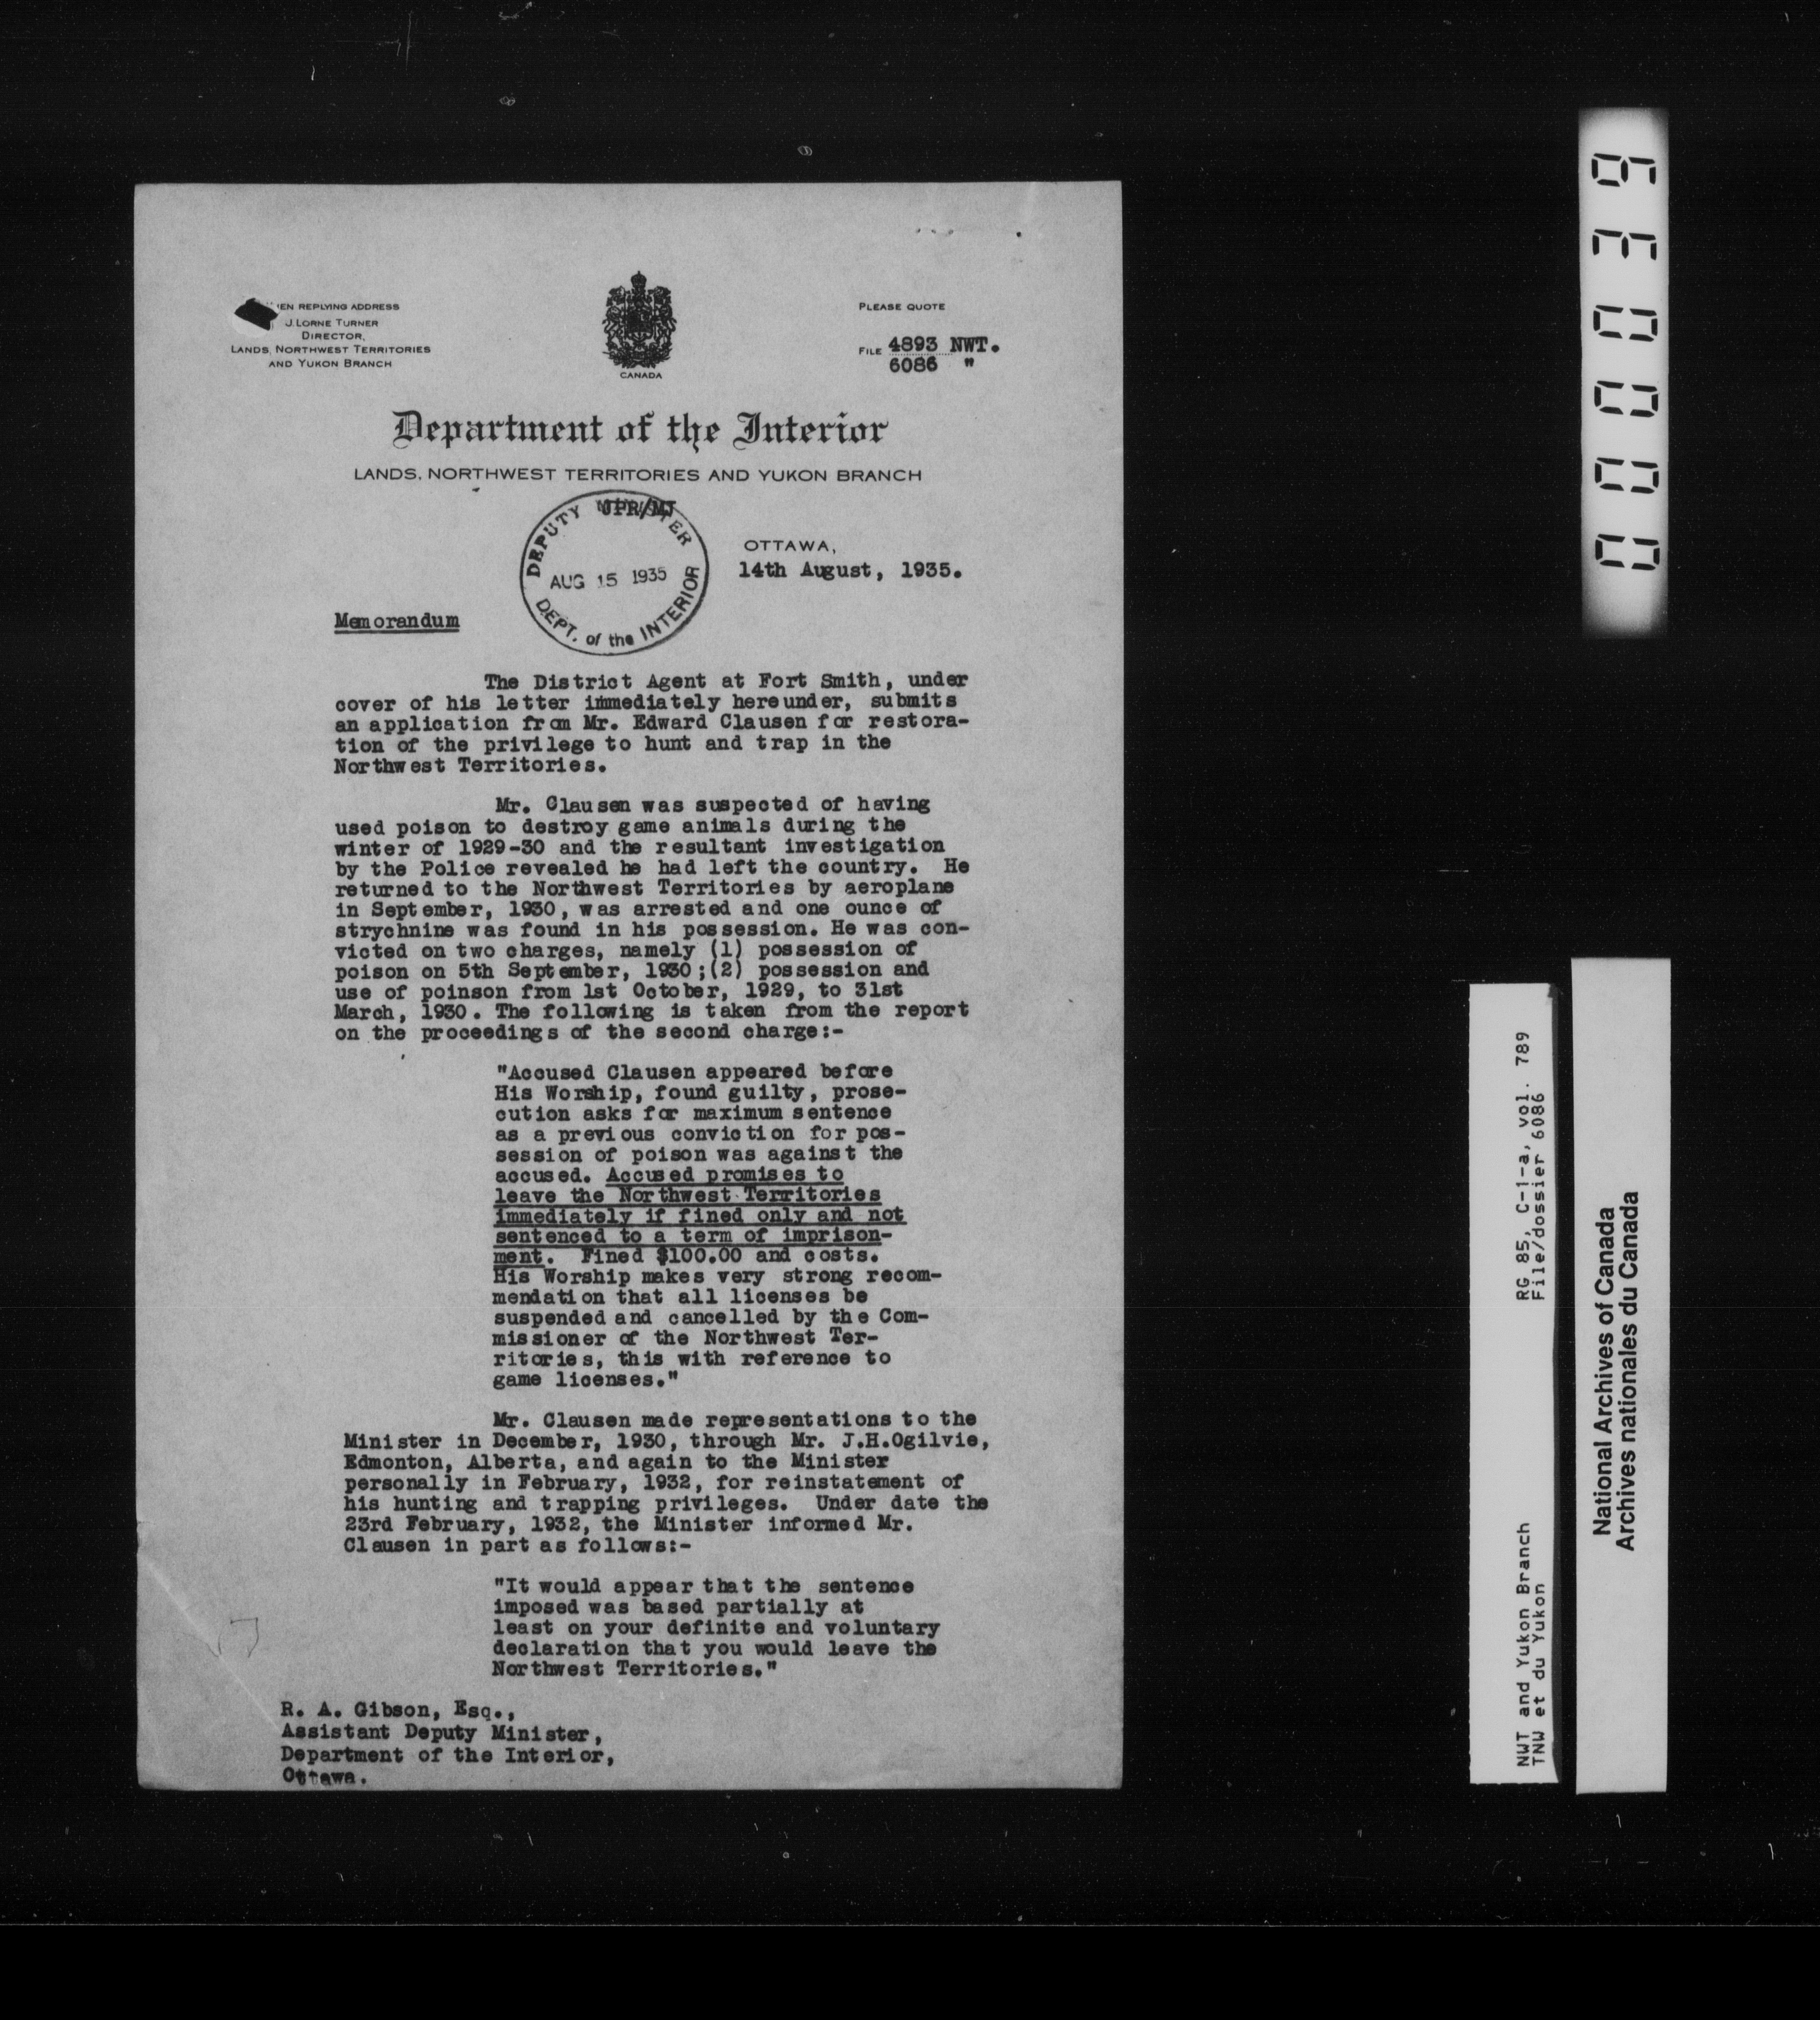 EN REPLYING ADDRESS
J. LORNE TURNER
DIRECTOR,
LANDS, NORTHWEST TERRITORIES
AND YUKON BRANCH
CANADA
PLEASE QUOTE
FILE 4893 NWT.
6086 "
Department of the Interior
LANDS, NORTHWEST TERRITORIES AND YUKON BRANCH
JPR/MJ
DEPUTY MINISTER
AUG 15 1935
DEPT. of the INTERIOR
OTTAWA,
14th August, 1935.
Memorandum
The District Agent at Fort Smith, under
cover of his letter immediately hereunder, submits
an application from Mr. Edward Clausen for restora-
tion of the privilege to hunt and trap in the
Northwest Territories.
Mr. Clausen was suspected of having
used poison to destroy game animals during the
winter of 1929-30 and the resultant investigation
by the Police revealed he had left the country. He
returned to the Northwest Territories by aeroplane
in September, 1930, was arrested and one ounce of
strychnine was found in his possession. He was con-
victed on two charges, namely (1) possession of
poison on 5th September, 1930;(2) possession and
use of poinson from 1st October, 1929, to 31st
March, 1930. The following is taken from the report
on the proceedings of the second charge:-
"Accused Clausen appeared before
His Worship, found guilty, prose-
cution asks for maximum sentence
as a previous conviction for pos-
session of poison was against the
accused. Accused promises to
leave the Northwest Territories
immediately if fined only and not
sentenced to a term of imprison-
ment. Fined $100.00 and costs.
His Worship makes very strong recom-
mendation that all licenses be
suspended and cancelled by the Com-
missioner of the Northwest Ter-
ritories, this with reference to
game licenses."
Mr. Clausen made representations to the
Minister in December, 1930, through Mr. J.H.Ogilvie,
Edmonton, Alberta, and again to the Minister
personally in February, 1932, for reinstatement of
his hunting and trapping privileges. Under date the
23rd February, 1932, the Minister informed Mr.
Clausen in part as follows:-
"It would appear that the sentence
imposed was based partially at
least on your definite and voluntary
declaration that you would leave the
Northwest Territories."
R. A. Gibson, Esq.,
Assistant Deputy Minister,
Department of the Interior,
Ottawa.
NWT and Yukon Branch RG 85, C-1-a, vol. 789
TNW et du Yukon File/dossier 6086
National Archives of Canada
Archives nationales du Canada